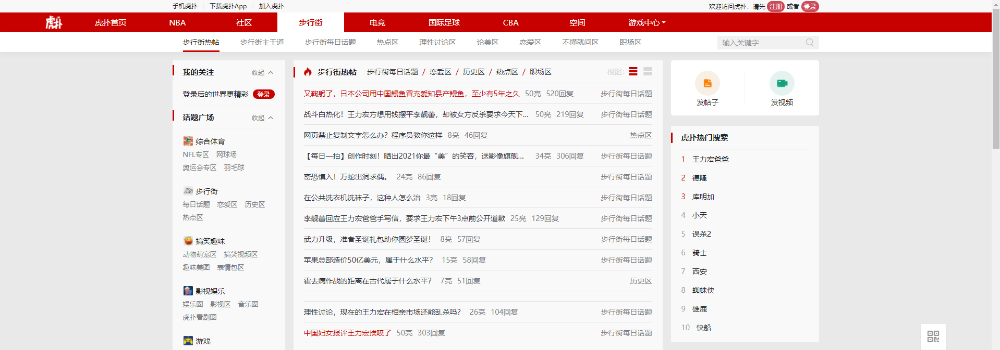 手机虎扑 下载虎扑App 加入虎扑 欢迎访问虎扑，请先 注册 或者 登录
虎扑 虎扑首页 NBA 社区 步行街 电竞 国际足球 CBA 空间 游戏中心
步行街热帖 步行街主干道 步行街每日话题 热点区 理性讨论区 论美区 恋爱区 不懂就问区 职场区 输入关键字
我的关注 收起
登录后的世界更精彩 登录
话题广场 收起
综合体育
NFL专区 网球场
奥运会专区 羽毛球
JRs 步行街
每日话题 恋爱区 历史区
热点区
搞笑趣味
动物萌宠区 搞笑视频区
趣味美图 表情包区
影视娱乐
娱乐圈 影视区 音乐圈
虎扑看剧圈
游戏
步行街热帖 步行街每日话题 / 恋爱区 / 历史区 / 热点区 / 职场区 视图：
又鞠躬了，日本公司用中国鳗鱼冒充爱知县产鳗鱼，至少有5年之久 50亮 520回复 步行街每日话题
战斗白热化！王力宏方想用钱摆平李靓蕾，却被女方反杀要求今天下... 50亮 219回复 步行街每日话题
网页禁止复制文字怎么办？程序员教你这样 8亮 46回复 热点区
【每日一拍】创作时刻！晒出2021你最“美”的笑容，送影像旗舰... 34亮 306回复 步行街每日话题
密恐慎入！万蛇出洞求偶。 24亮 86回复 步行街每日话题
在公共洗衣机洗袜子，这种人怎么治 3亮 18回复 步行街每日话题
李靓蕾回应王力宏爸爸手写信，要求王力宏下午3点前公开道歉 25亮 129回复 步行街每日话题
武力升级，准者圣诞礼包助你圆梦圣诞！ 8亮 57回复 步行街每日话题
苹果总部造价50亿美元，属于什么水平？ 15亮 58回复 步行街每日话题
霍去病作战的距离在古代属于什么水平？ 7亮 51回复 历史区
理性讨论，现在的王力宏在相亲市场还能乱杀吗？ 26亮 104回复 步行街每日话题
中国妇女报评王力宏挨喷了 50亮 303回复 步行街每日话题
发帖子 发视频
虎扑热门搜索
1 王力宏爸爸
2 德隆
3 库明加
4 小天
5 误杀2
6 骑士
7 西安
8 蜘蛛侠
9 雄鹿
10 快船